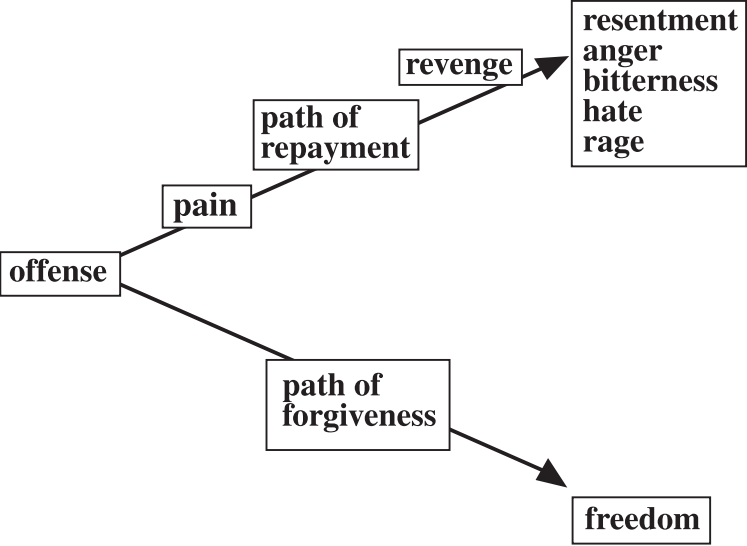 resentment
anger
bitterness
hate
rage
revenge
path of
repayment
pain
offense
path of
forgiveness
freedom